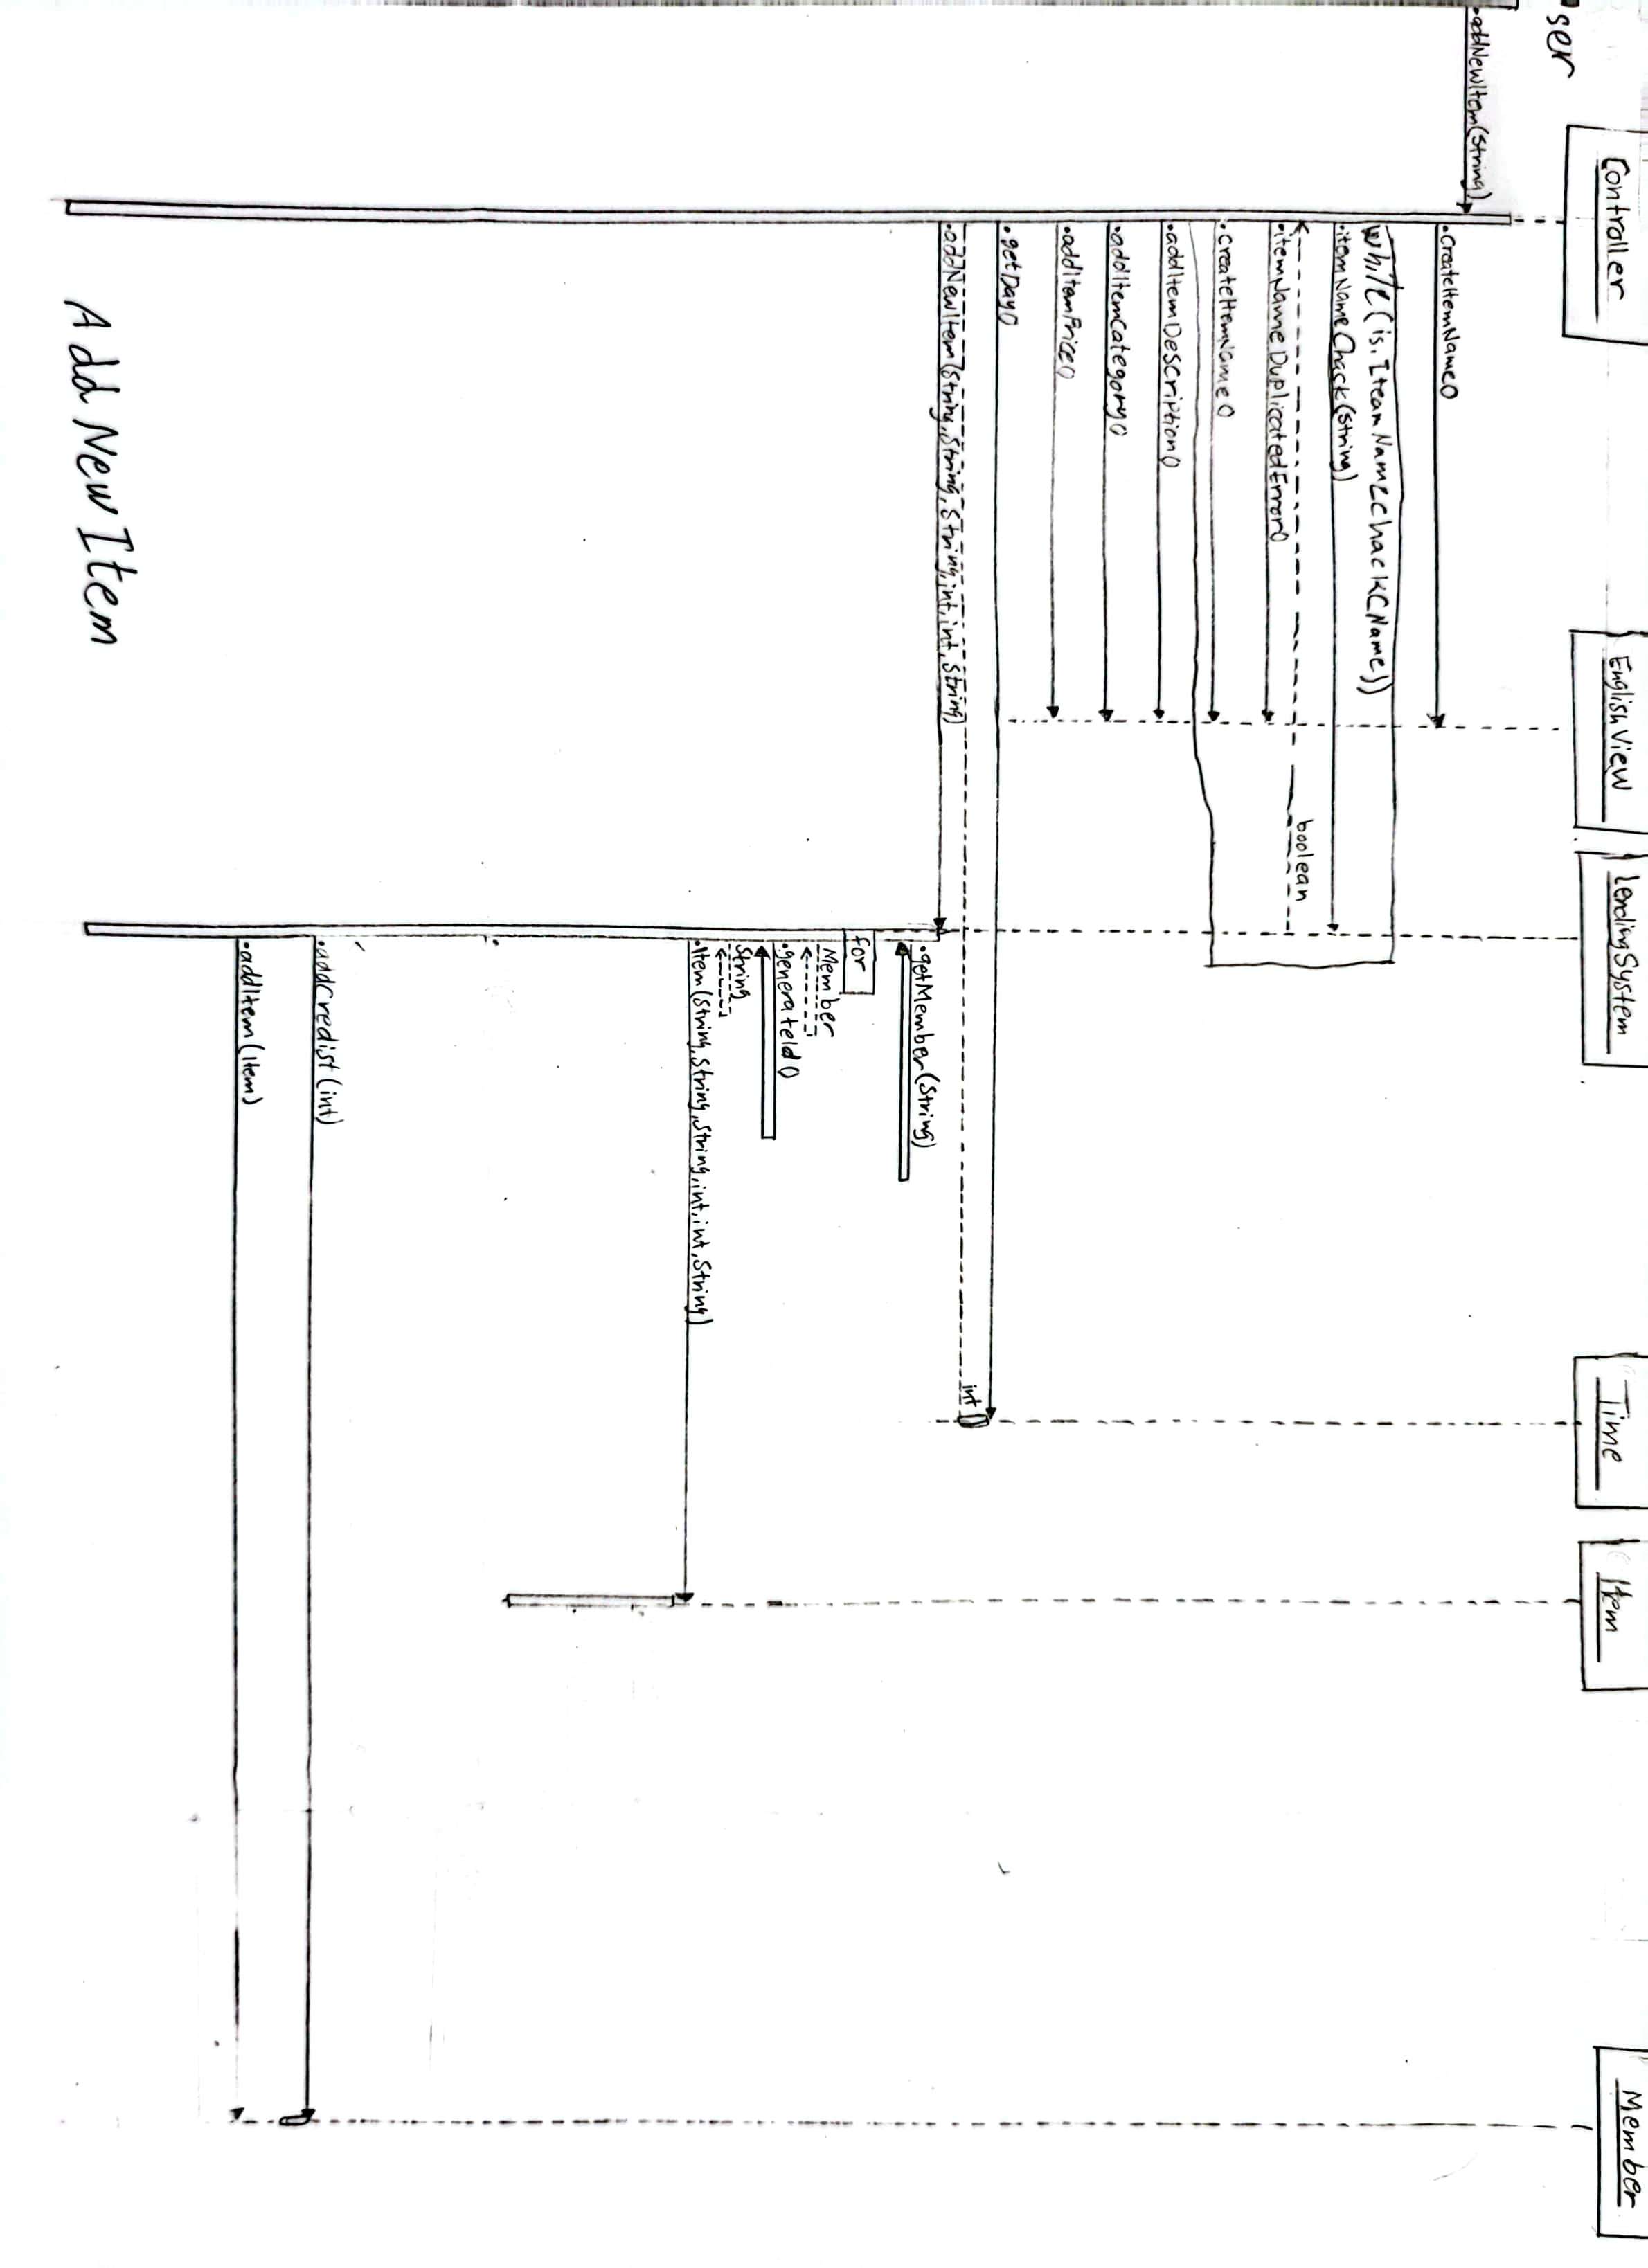 Controller
EnglishView
LendingSystem
Time
Item
Member
ser
.addNewItem(String)
.createItemName()
while(is.IteamNameChack(Name))
.itemNameChack(String)
boolean
.itemNameDuplicatedError()
.createItemName()
.addItemDescription()
.addItemCategory()
.addItemPrice()
.getDay()
int
.addNewItem(String,String,String,int,int,String)
.getMember(String)
for
Member
.generateId()
String
.Item(String,String,String,int,int,String)
.addCredist(int)
.addItem(Item)
Add New Item